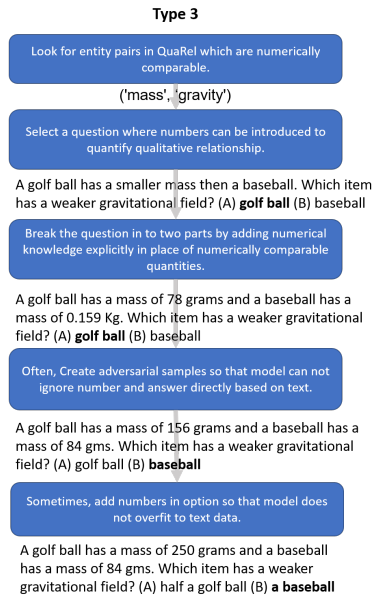 Type 3
Look for entity pairs in QuaRel which are numerically
comparable.
('mass', 'gravity')
Select a question where numbers can be introduced to
quantify qualitative relationship.
A golf ball has a smaller mass then a baseball. Which item
has a weaker gravitational field? (A) golf ball (B) baseball
Break the question in to two parts by adding numerical
knowledge explicitly in place of numerically comparable
quantities.
A golf ball has a mass of 78 grams and a baseball has a
mass of 0.159 Kg. Which item has a weaker gravitational
field? (A) golf ball (B) baseball
Often, Create adversarial samples so that model can not
ignore number and answer directly based on text.
A golf ball has a mass of 156 grams and a baseball has a
mass of 84 gms. Which item has a weaker gravitational
field? (A) golf ball (B) baseball
Sometimes, add numbers in option so that model does
not overfit to text data.
A golf ball has a mass of 250 grams and a baseball
has a mass of 84 gms. Which item has a weaker
gravitational field? (A) half a golf ball (B) a baseball